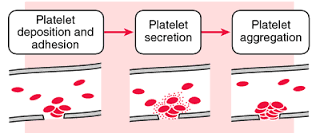 Platelet
deposition and
adhesion
Platelet
secretion
Platelet
aggregation